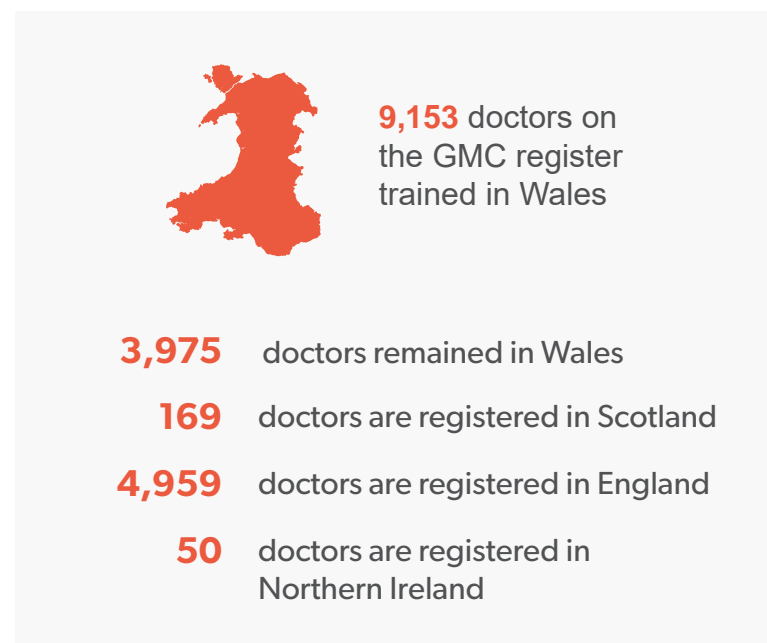 9,153 doctors on
the GMC register
trained in Wales
3,975 doctors remained in Wales
169 doctors are registered in Scotland
4,959 doctors are registered in England
50 doctors are registered in
Northern Ireland